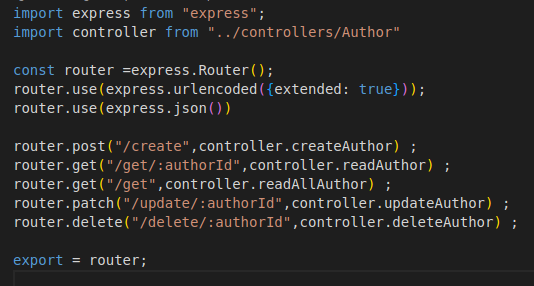 import express from "express";
import controller from "../controllers/Author"
const router =express.Router();
router.use(express.urlencoded({extended: true}));
router.use(express.json())
router.post("/create",controller.createAuthor) ;
router.get("/get/:authorId",controller.readAuthor) ;
router.get("/get",controller.readAllAuthor) ;
router.patch("/update/:authorId",controller.updateAuthor) ;
router.delete("/delete/:authorId",controller.deleteAuthor) ;
export = router;